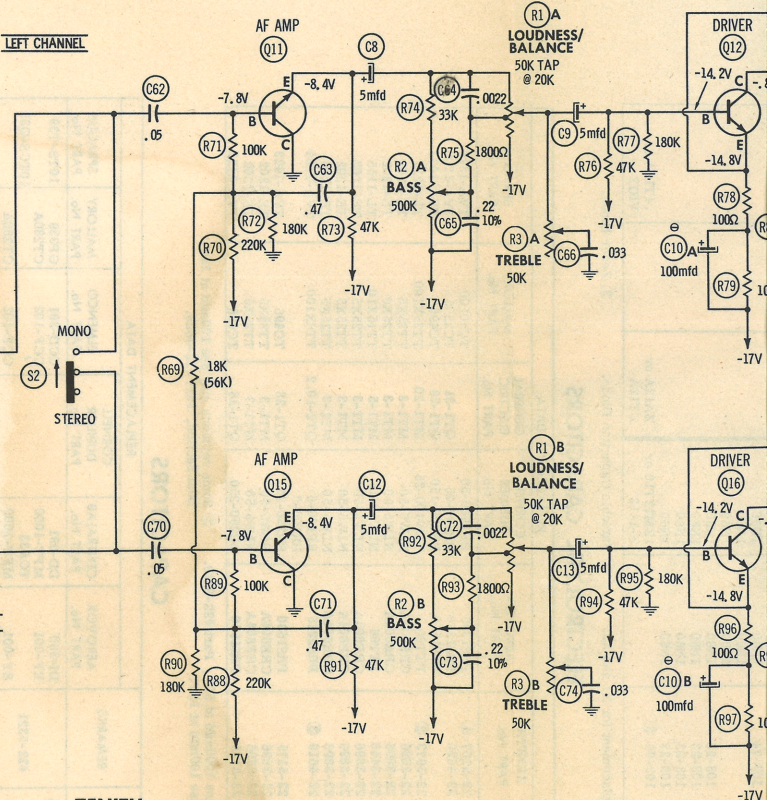 LEFT CHANNEL
AF AMP
Q11
C8
5mfd
R1 A
LOUDNESS/
BALANCE
50K TAP
@ 20K
DRIVER
Q12
C62
.05
-7.8V
B
E
-8.4V
C
R71
100K
R74
33K
C64
0022
R75
1800Ω
-17V
C9
5mfd
R76
47K
-17V
R77
180K
-14.2V
C
B
E
-14.8V
R2 A
BASS
500K
C65
.22
10%
-17V
R72
180K
C63
.47
R73
47K
-17V
R70
220K
-17V
R3 A
TREBLE
50K
C66
.033
R78
100Ω
⊖
C10 A
100mfd
R79
10
-17V
MONO
S2
STEREO
R69
18K
(56K)
AF AMP
Q15
C12
5mfd
R1 B
LOUDNESS/
BALANCE
50K TAP
@ 20K
DRIVER
Q16
C70
.05
-7.8V
B
E
-8.4V
C
R89
100K
R92
33K
C72
0022
R93
1800Ω
-17V
C13
5mfd
R94
47K
-17V
R95
180K
-14.2V
C
B
E
-14.8V
R2 B
BASS
500K
C73
.22
10%
-17V
C71
.47
R91
47K
-17V
R90
180K
R88
220K
-17V
R3 B
TREBLE
50K
C74
.033
R96
100Ω
⊖
C10 B
100mfd
R97
10
-17V